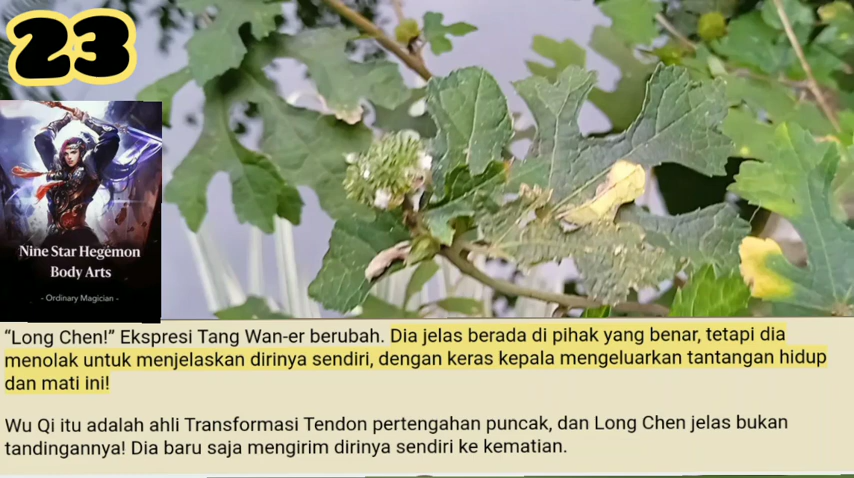 23
Nine Star Hegemon
Body Arts
- Ordinary Magician -
“Long Chen!” Ekspresi Tang Wan-er berubah. Dia jelas berada di pihak yang benar, tetapi dia
menolak untuk menjelaskan dirinya sendiri, dengan keras kepala mengeluarkan tantangan hidup
dan mati ini!
Wu Qi itu adalah ahli Transformasi Tendon pertengahan puncak, dan Long Chen jelas bukan
tandingannya! Dia baru saja mengirim dirinya sendiri ke kematian.